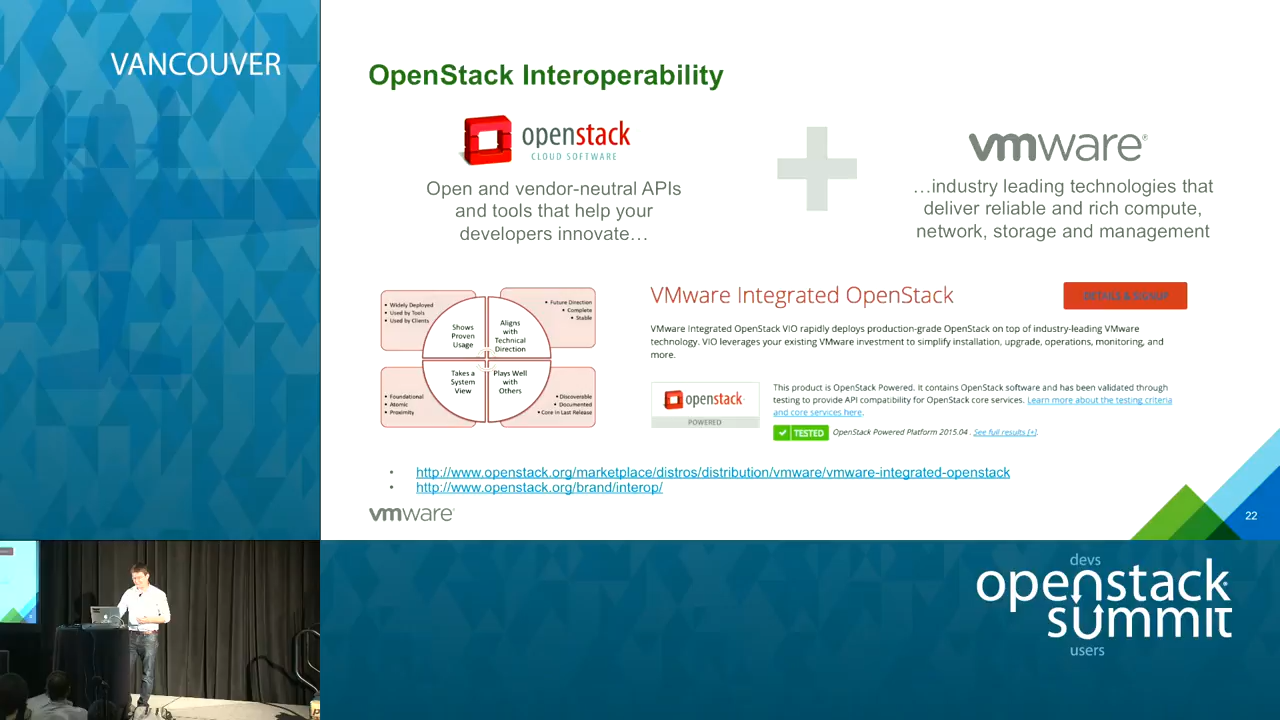 VANCOUVER
OpenStack Interoperability
openstack
CLOUD SOFTWARE
Open and vendor-neutral APIs
and tools that help your
developers innovate…
vmware®
…industry leading technologies that
deliver reliable and rich compute,
network, storage and management
• Widely Deployed
• Used by Tools
• Used by Clients
• Future Direction
• Complete
• Stable
Shows
Proven
Usage
Aligns
with
Technical
Direction
Takes a
System
View
Plays Well
with
Others
• Foundational
• Atomic
• Proximity
• Discoverable
• Documented
• Core in Last Release
VMware Integrated OpenStack
DETAILS & SIGNUP
VMware Integrated OpenStack VIO rapidly deploys production-grade OpenStack on top of industry-leading VMware
technology. VIO leverages your existing VMware investment to simplify installation, upgrade, operations, monitoring, and
more.
openstack
POWERED
This product is OpenStack Powered. It contains OpenStack software and has been validated through
testing to provide API compatibility for OpenStack core services. Learn more about the testing criteria
and core services here.
TESTED
OpenStack Powered Platform 2015.04 . See full results [+].
• http://www.openstack.org/marketplace/distros/distribution/vmware/vmware-integrated-openstack
• http://www.openstack.org/brand/interop/
vmware®
22
devs
openstack
summit
users